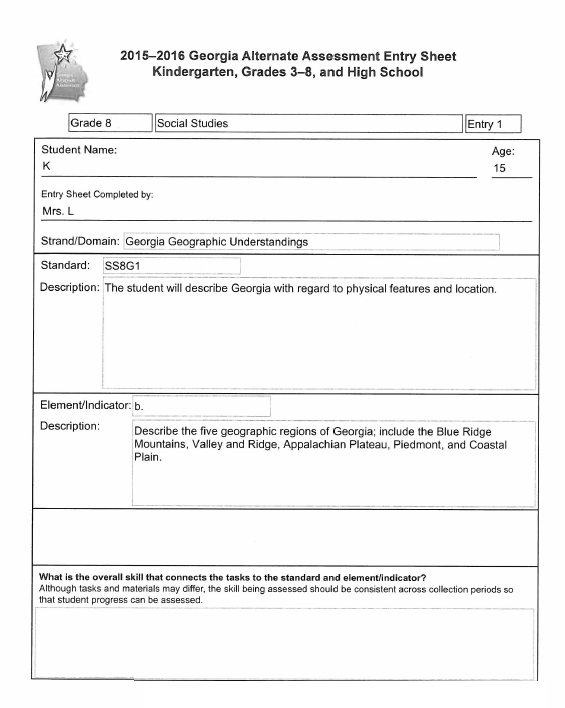 2015–2016 Georgia Alternate Assessment Entry Sheet
Kindergarten, Grades 3–8, and High School
Grade 8
Social Studies
Entry 1
Student Name:
Age:
K
15
Entry Sheet Completed by:
Mrs. L
Strand/Domain: Georgia Geographic Understandings
Standard: SS8G1
Description: The student will describe Georgia with regard to physical features and location.
Element/Indicator: b.
Description:
Describe the five geographic regions of Georgia; include the Blue Ridge
Mountains, Valley and Ridge, Appalachian Plateau, Piedmont, and Coastal
Plain.
What is the overall skill that connects the tasks to the standard and element/indicator?
Although tasks and materials may differ, the skill being assessed should be consistent across collection periods so
that student progress can be assessed.